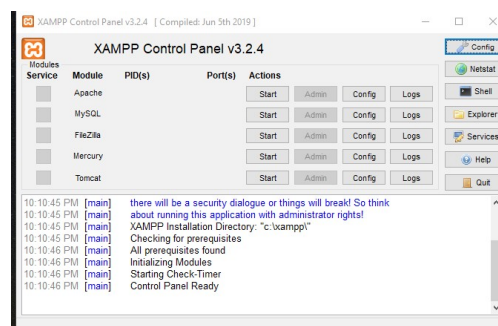 XAMPP Control Panel v3.2.4 [ Compiled: Jun 5th 2019 ]
XAMPP Control Panel v3.2.4
Config
Modules
Service Module PID(s) Port(s) Actions
Netstat
Apache Start Admin Config Logs
Shell
MySQL Start Admin Config Logs
Explorer
FileZilla Start Admin Config Logs
Services
Mercury Start Admin Config Logs
Help
Tomcat Start Admin Config Logs
Quit
10:10:45 PM [main] there will be a security dialogue or things will break! So think
10:10:45 PM [main] about running this application with administrator rights!
10:10:45 PM [main] XAMPP Installation Directory: "c:\xampp\"
10:10:45 PM [main] Checking for prerequisites
10:10:46 PM [main] All prerequisites found
10:10:46 PM [main] Initializing Modules
10:10:46 PM [main] Starting Check-Timer
10:10:46 PM [main] Control Panel Ready